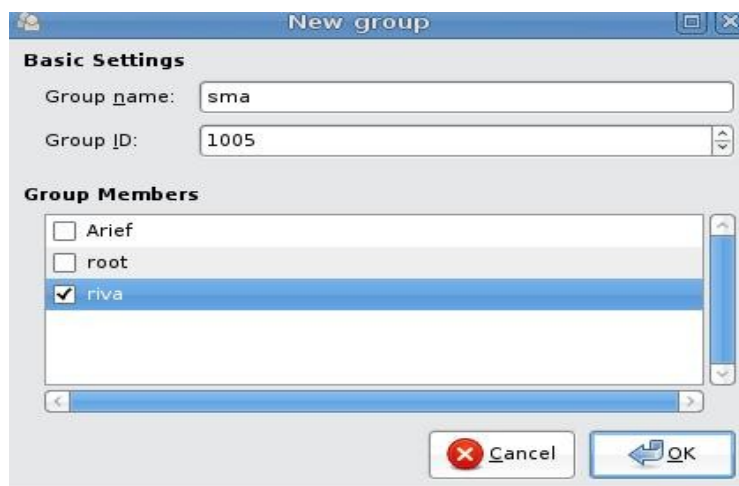 New group
Basic Settings
Group name: sma
Group ID: 1005
Group Members
Arief
root
riva
Cancel OK